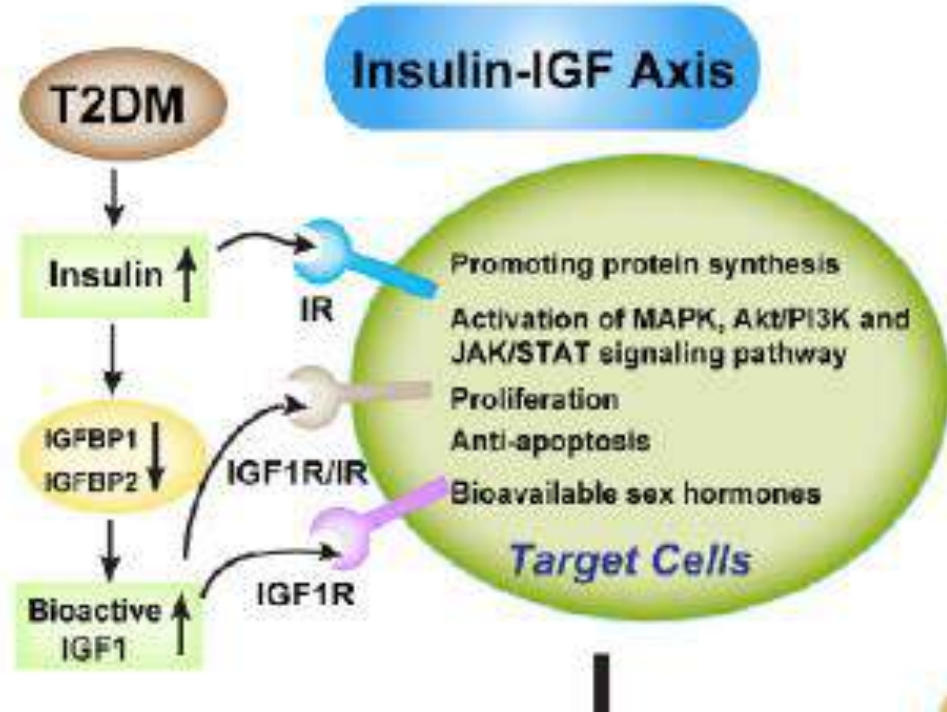 Insulin-IGF Axis
T2DM
Insulin
IR
IGFBP1
IGFBP2
IGF1R/IR
Bioactive
IGF1
IGF1R
Promoting protein synthesis
Activation of MAPK, Akt/PI3K and
JAK/STAT signaling pathway
Proliferation
Anti-apoptosis
Bioavailable sex hormones
Target Cells